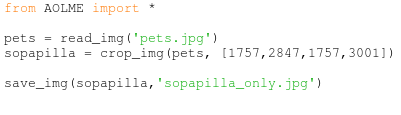 from AOLME import *
pets = read_img('pets.jpg')
sopapilla = crop_img(pets, [1757,2847,1757,3001])
save_img(sopapilla,'sopapilla_only.jpg')